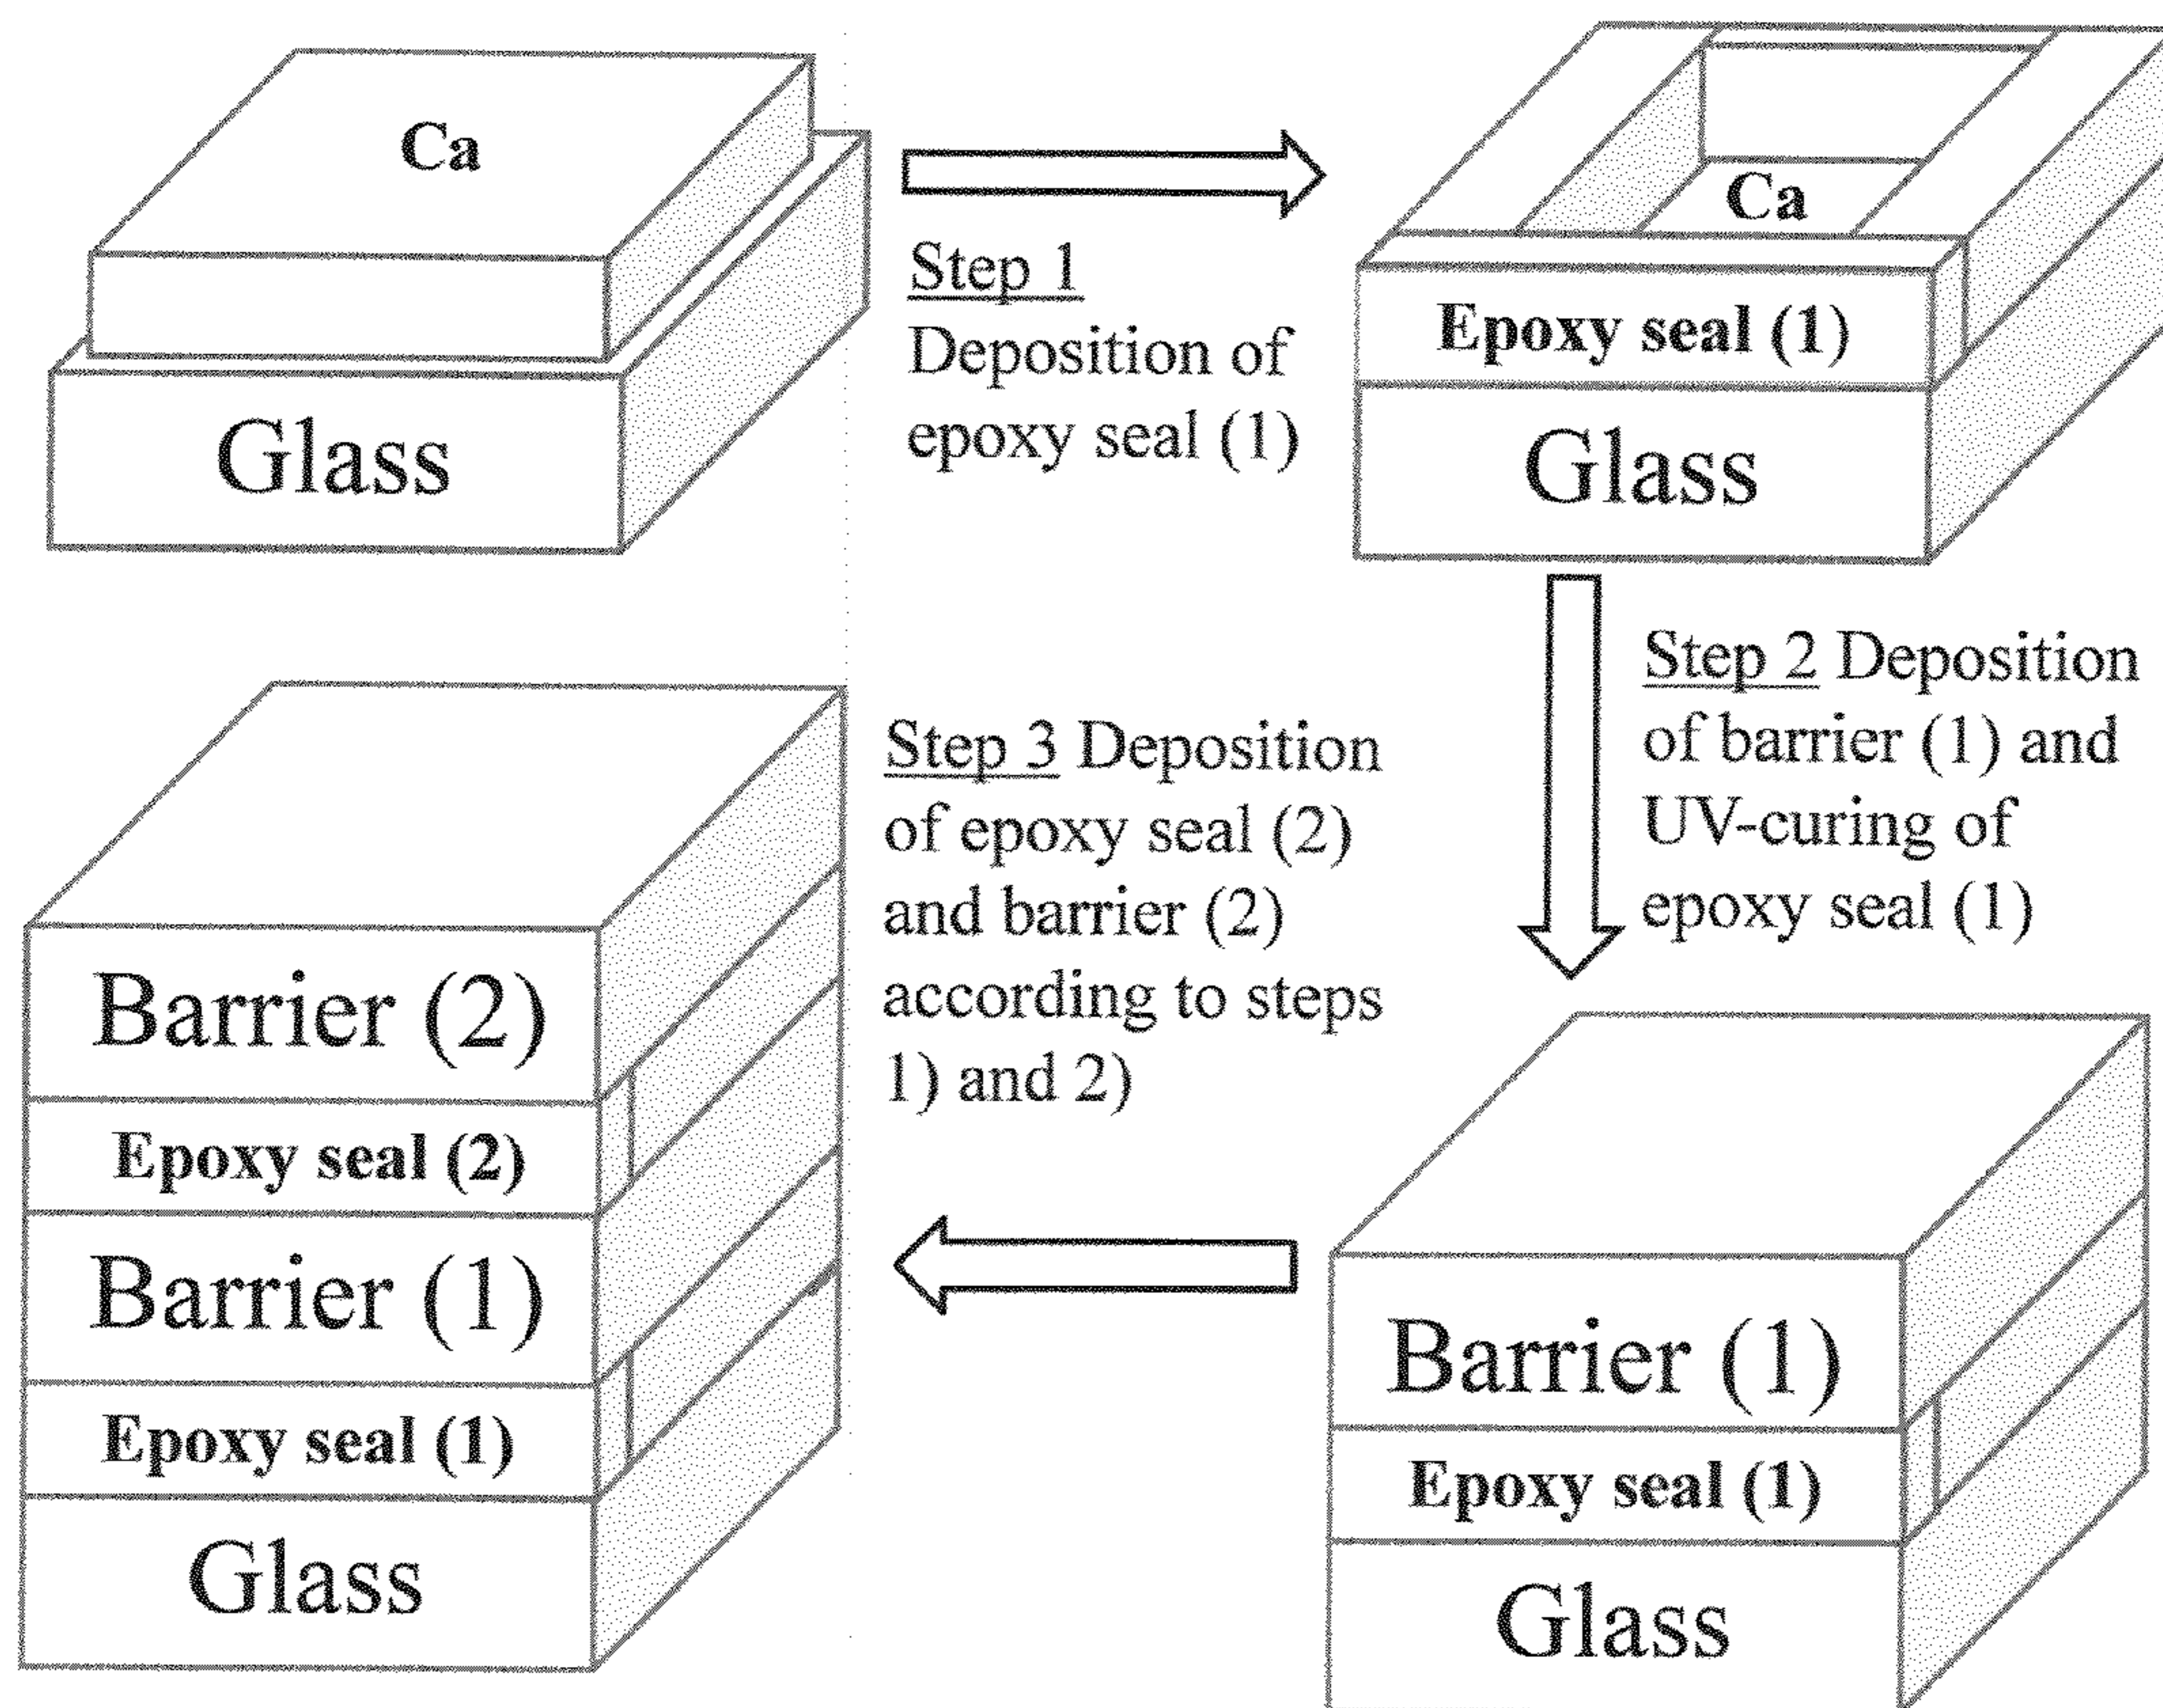 Ca
Glass
Step 1
Deposition of
epoxy seal (1)
Ca
Epoxy seal (1)
Glass
Step 2 Deposition
of barrier (1) and
UV-curing of
epoxy seal (1)
Barrier (1)
Epoxy seal (1)
Glass
Step 3 Deposition
of epoxy seal (2)
and barrier (2)
according to steps
1) and 2)
Barrier (2)
Epoxy seal (2)
Barrier (1)
Epoxy seal (1)
Glass